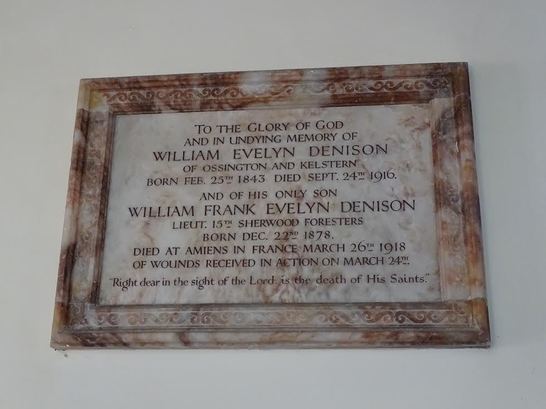 TO THE GLORY OF GOD
AND IN UNDYING MEMORY OF
WILLIAM EVELYN DENISON
OF OSSINGTON AND KELSTERN
BORN FEB. 25TH 1843 DIED SEPT. 24TH 1916.
AND OF HIS ONLY SON
WILLIAM FRANK EVELYN DENISON
LIEUT. 15TH SHERWOOD FORESTERS
BORN DEC. 22ND 1878,
DIED AT AMIENS IN FRANCE MARCH 26TH 1918
OF WOUNDS RECEIVED IN ACTION ON MARCH 24TH.
"Right dear in the sight of the Lord, is the death of His Saints."